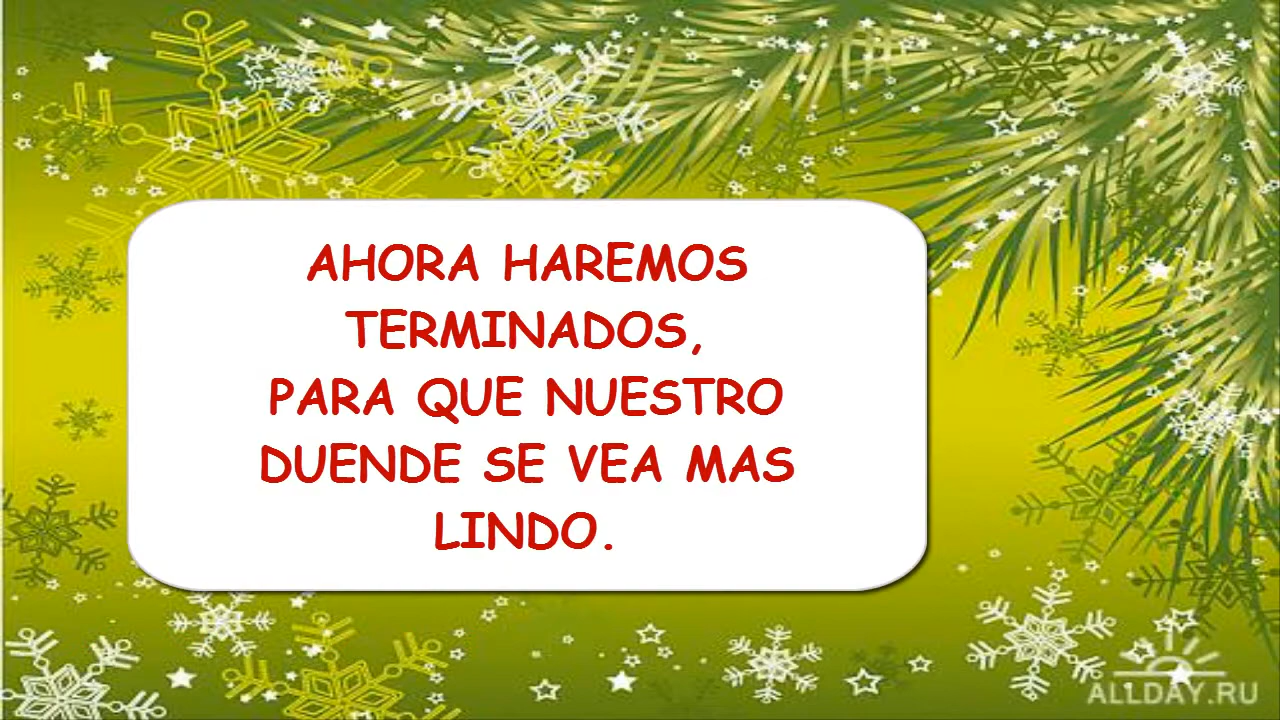 AHORA HAREMOS
TERMINADOS,
PARA QUE NUESTRO
DUENDE SE VEA MAS
LINDO.
ALLDAY.RU